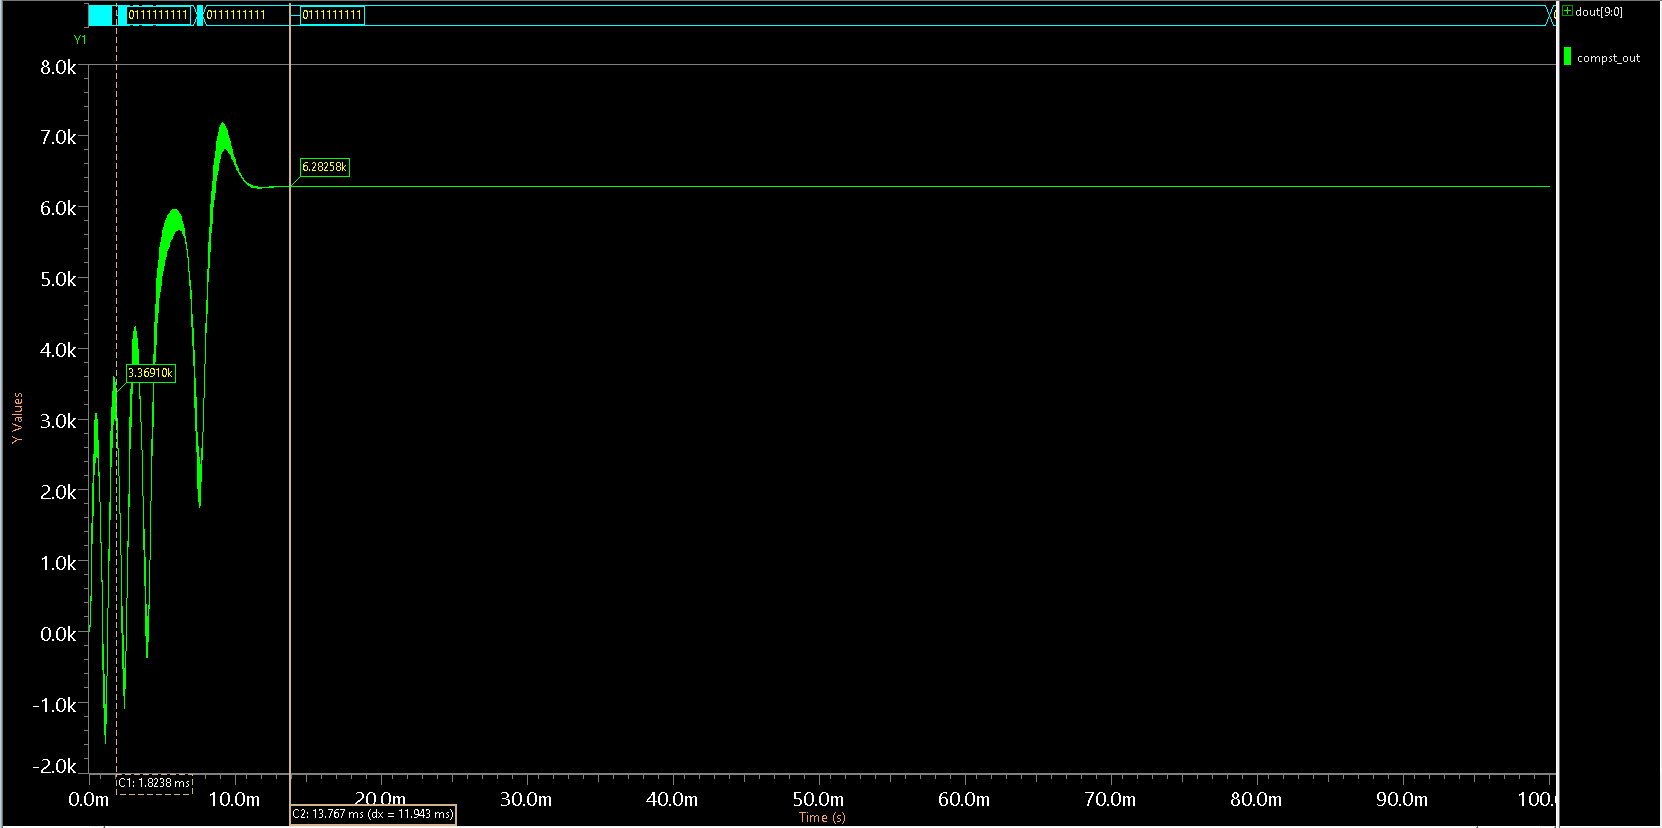 0111111111
0111111111
0111111111
0
dout[9:0]
Y1
compst_out
8.0k
7.0k
6.28258k
6.0k
5.0k
4.0k
3.36910k
3.0k
Y Values
2.0k
1.0k
0.0k
-1.0k
-2.0k
C1: 1.8238 ms
0.0m
10.0m
20.0m
30.0m
40.0m
50.0m
60.0m
70.0m
80.0m
90.0m
100.
C2: 13.767 ms (dx = 11.943 ms)
Time (s)